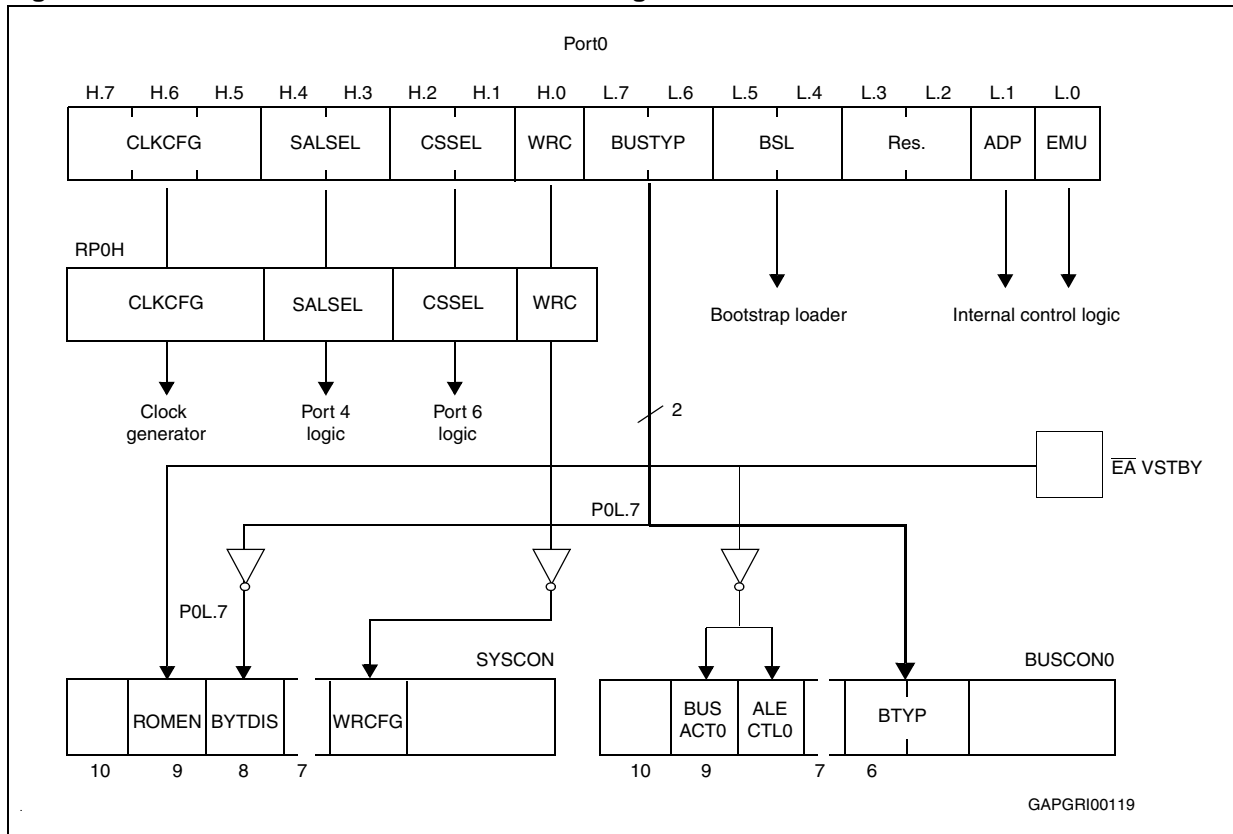 Port0
H.7 H.6 H.5 H.4 H.3 H.2 H.1 H.0 L.7 L.6 L.5 L.4 L.3 L.2 L.1 L.0
CLKCFG SALSEL CSSEL WRC BUSTYP BSL Res. ADP EMU
RP0H
CLKCFG SALSEL CSSEL WRC
Bootstrap loader Internal control logic
Clock generator
Port 4 logic
Port 6 logic
2
EA VSTBY
P0L.7
P0L.7
SYSCON BUSCON0
ROMEN BYTDIS WRCFG
BUS ACT0
ALE CTL0
BTYP
10 9 8 7 10 9 7 6
GAPGRI00119